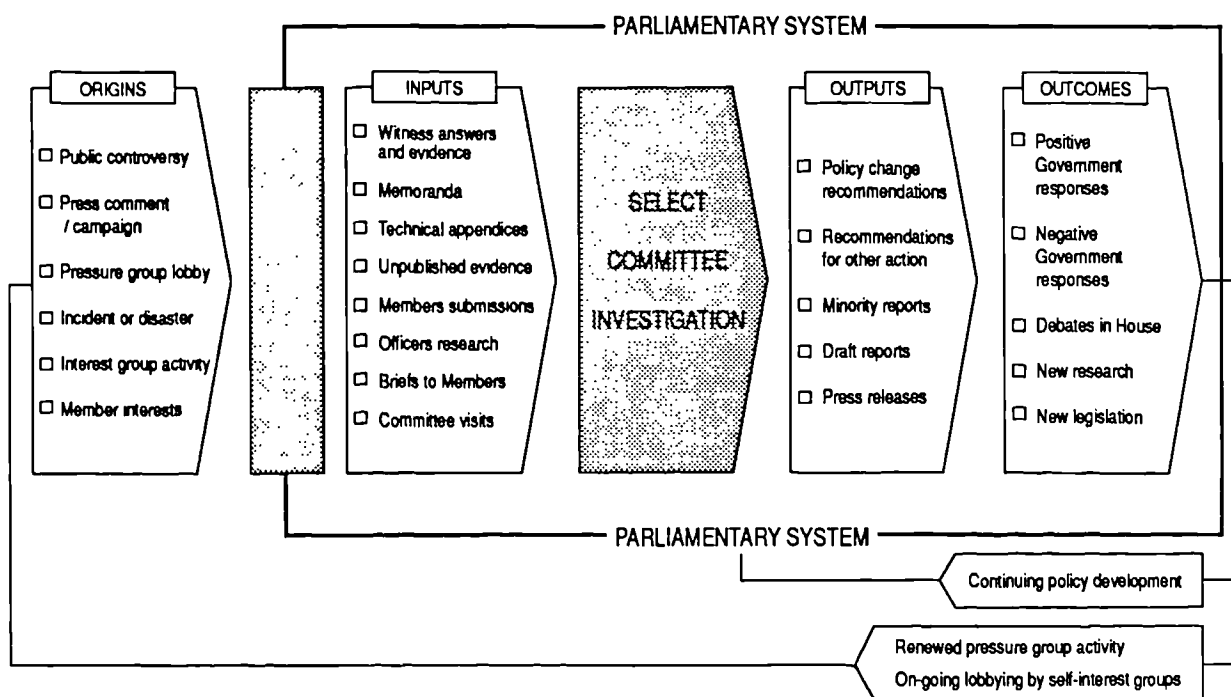 PARLIAMENTARY SYSTEM
ORIGINS
Public controversy
Press comment
/ campaign
Pressure group lobby
Incident or disaster
Interest group activity
Member interests
INPUTS
Witness answers
and evidence
Memoranda
Technical appendices
Unpublished evidence
Members submissions
Officers research
Briefs to Members
Committee visits
SELECT
COMMITTEE
INVESTIGATION
OUTPUTS
Policy change
recommendations
Recommendations
for other action
Minority reports
Draft reports
Press releases
OUTCOMES
Positive
Government
responses
Negative
Government
responses
Debates in House
New research
New legislation
PARLIAMENTARY SYSTEM
Continuing policy development
Renewed pressure group activity
On-going lobbying by self-interest groups